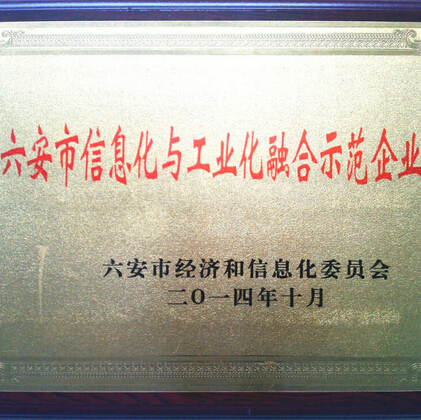 六安市信息化与工业化融合示范企业
六安市经济和信息化委员会
二〇一四年十月